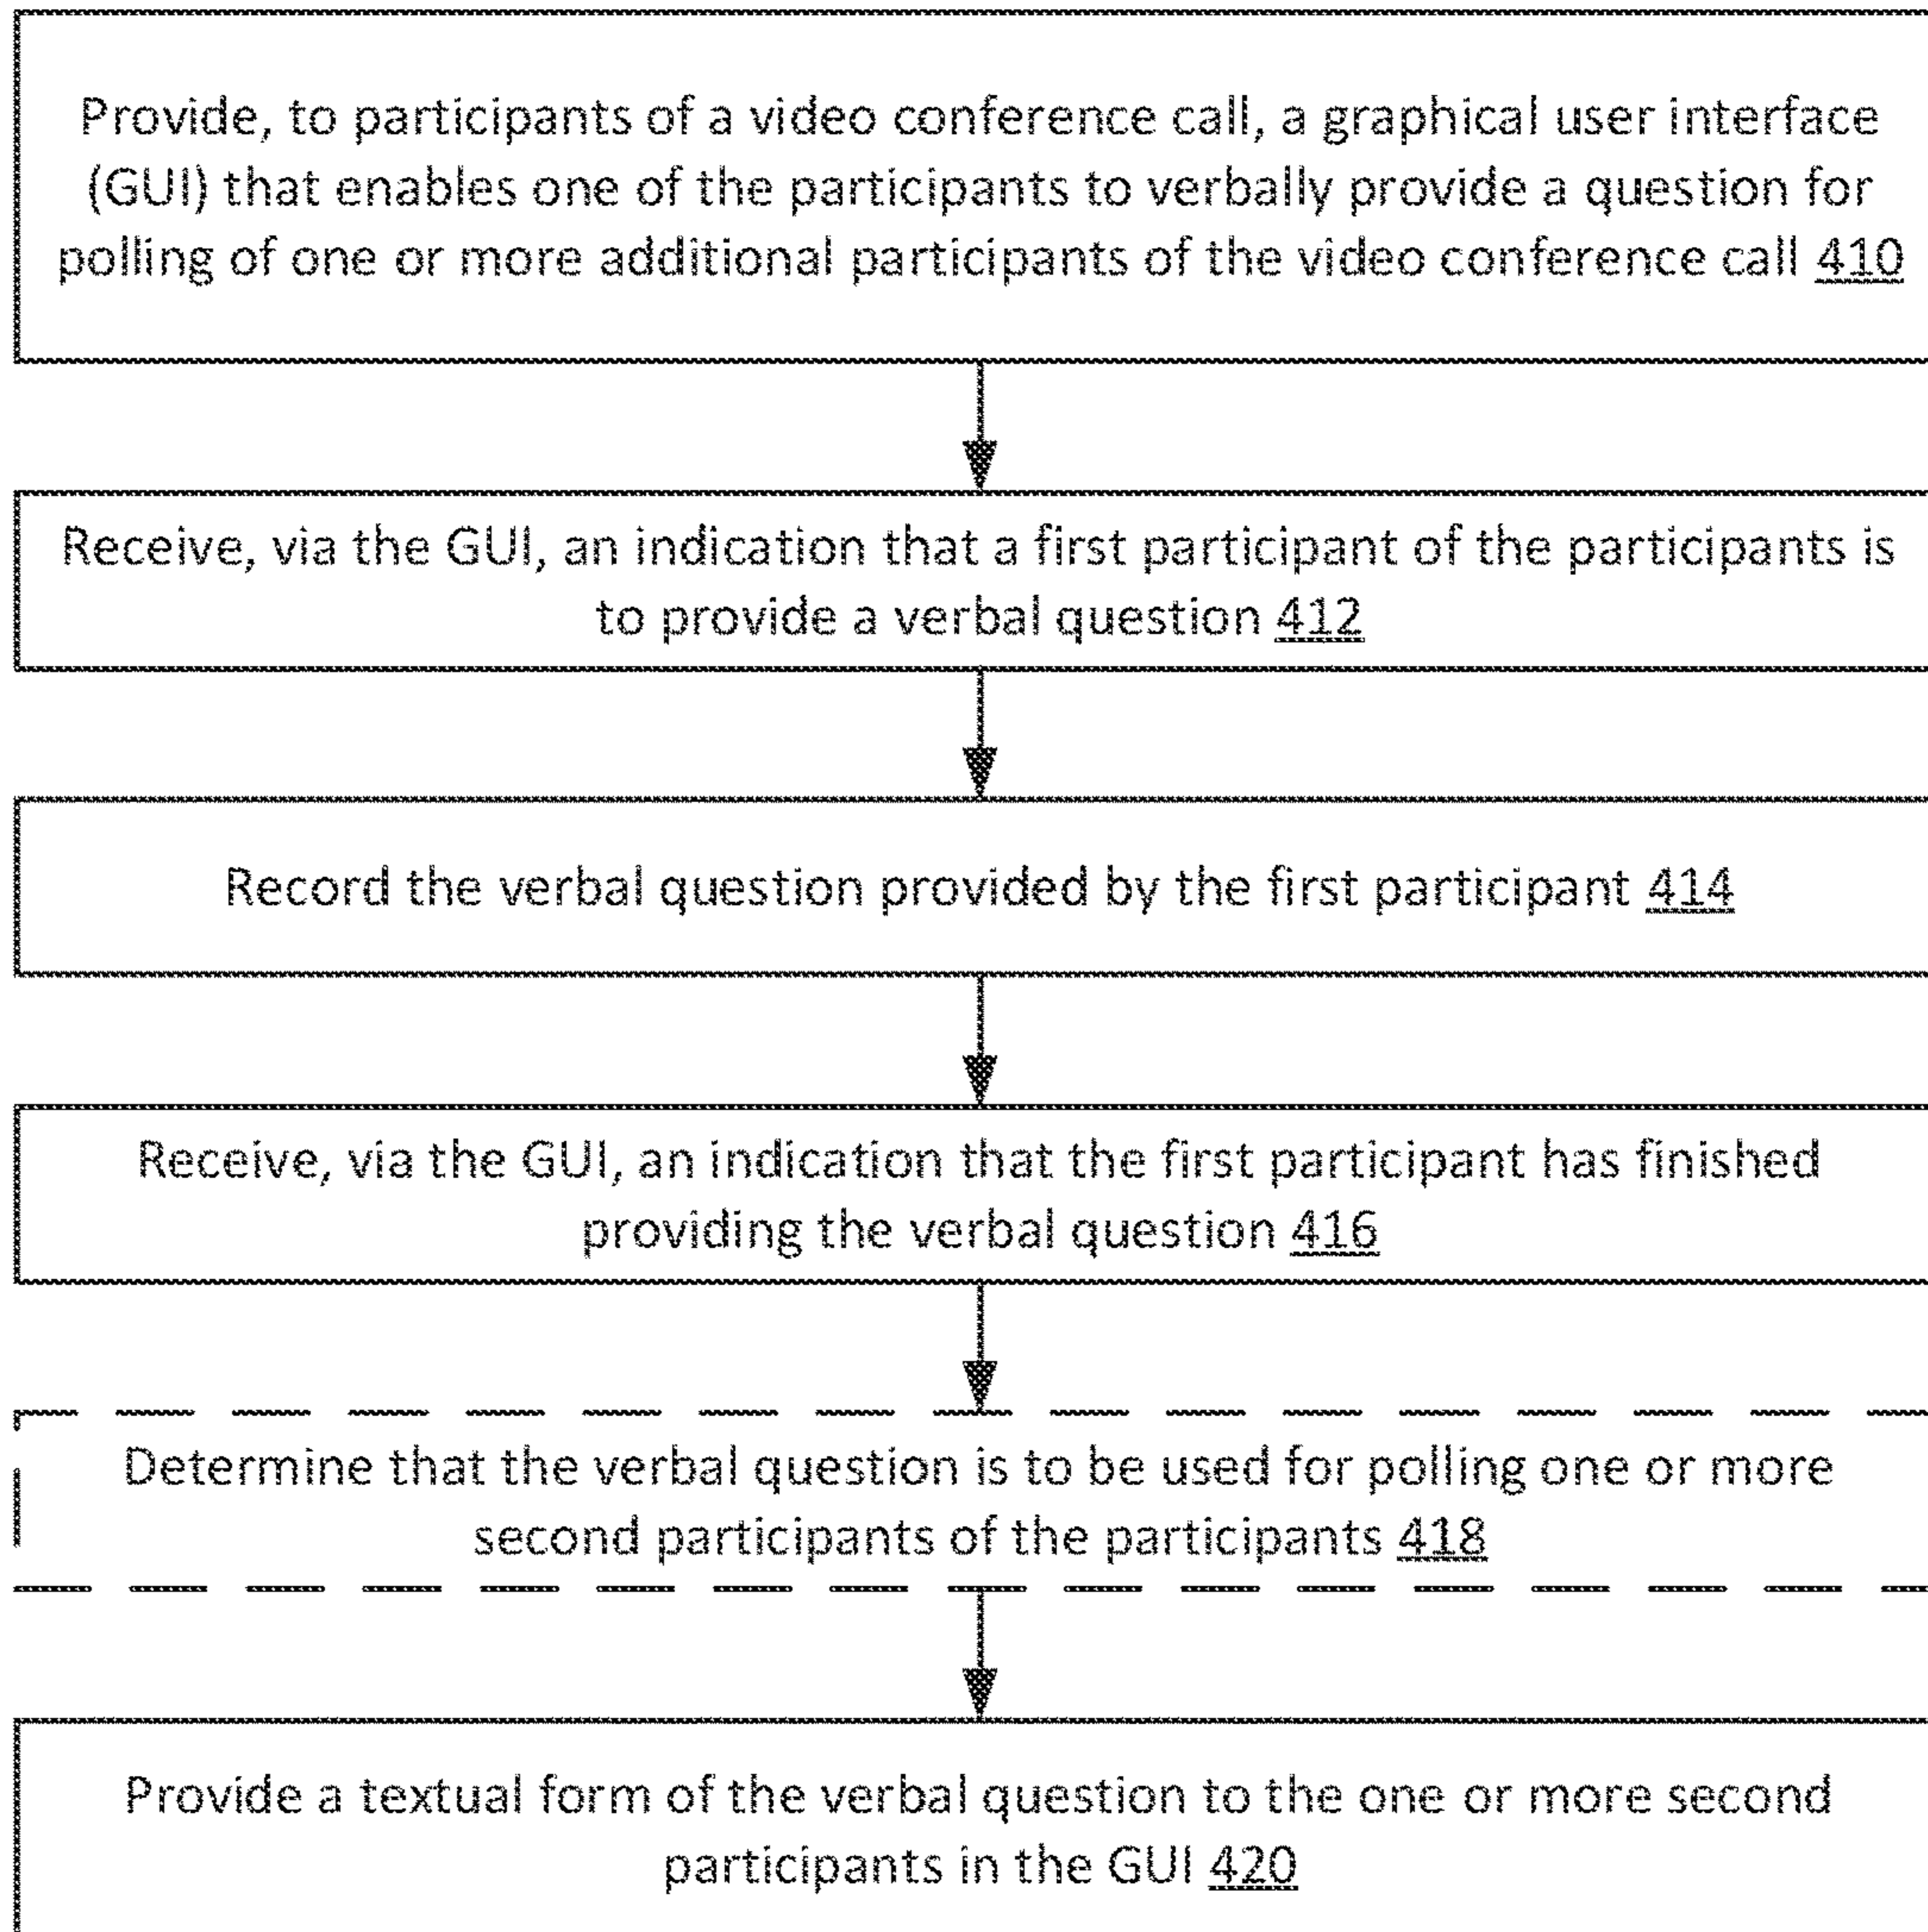 Provide, to participants of a video conference call, a graphical user interface
(GUI) that enables one of the participants to verbally provide a question for
polling of one or more additional participants of the video conference call 410
Receive, via the GUI, an indication that a first participant of the participants is
to provide a verbal question 412
Record the verbal question provided by the first participant 414
Receive, via the GUI, an indication that the first participant has finished
providing the verbal question 416
Determine that the verbal question is to be used for polling one or more
second participants of the participants 418
Provide a textual form of the verbal question to the one or more second
participants in the GUI 420